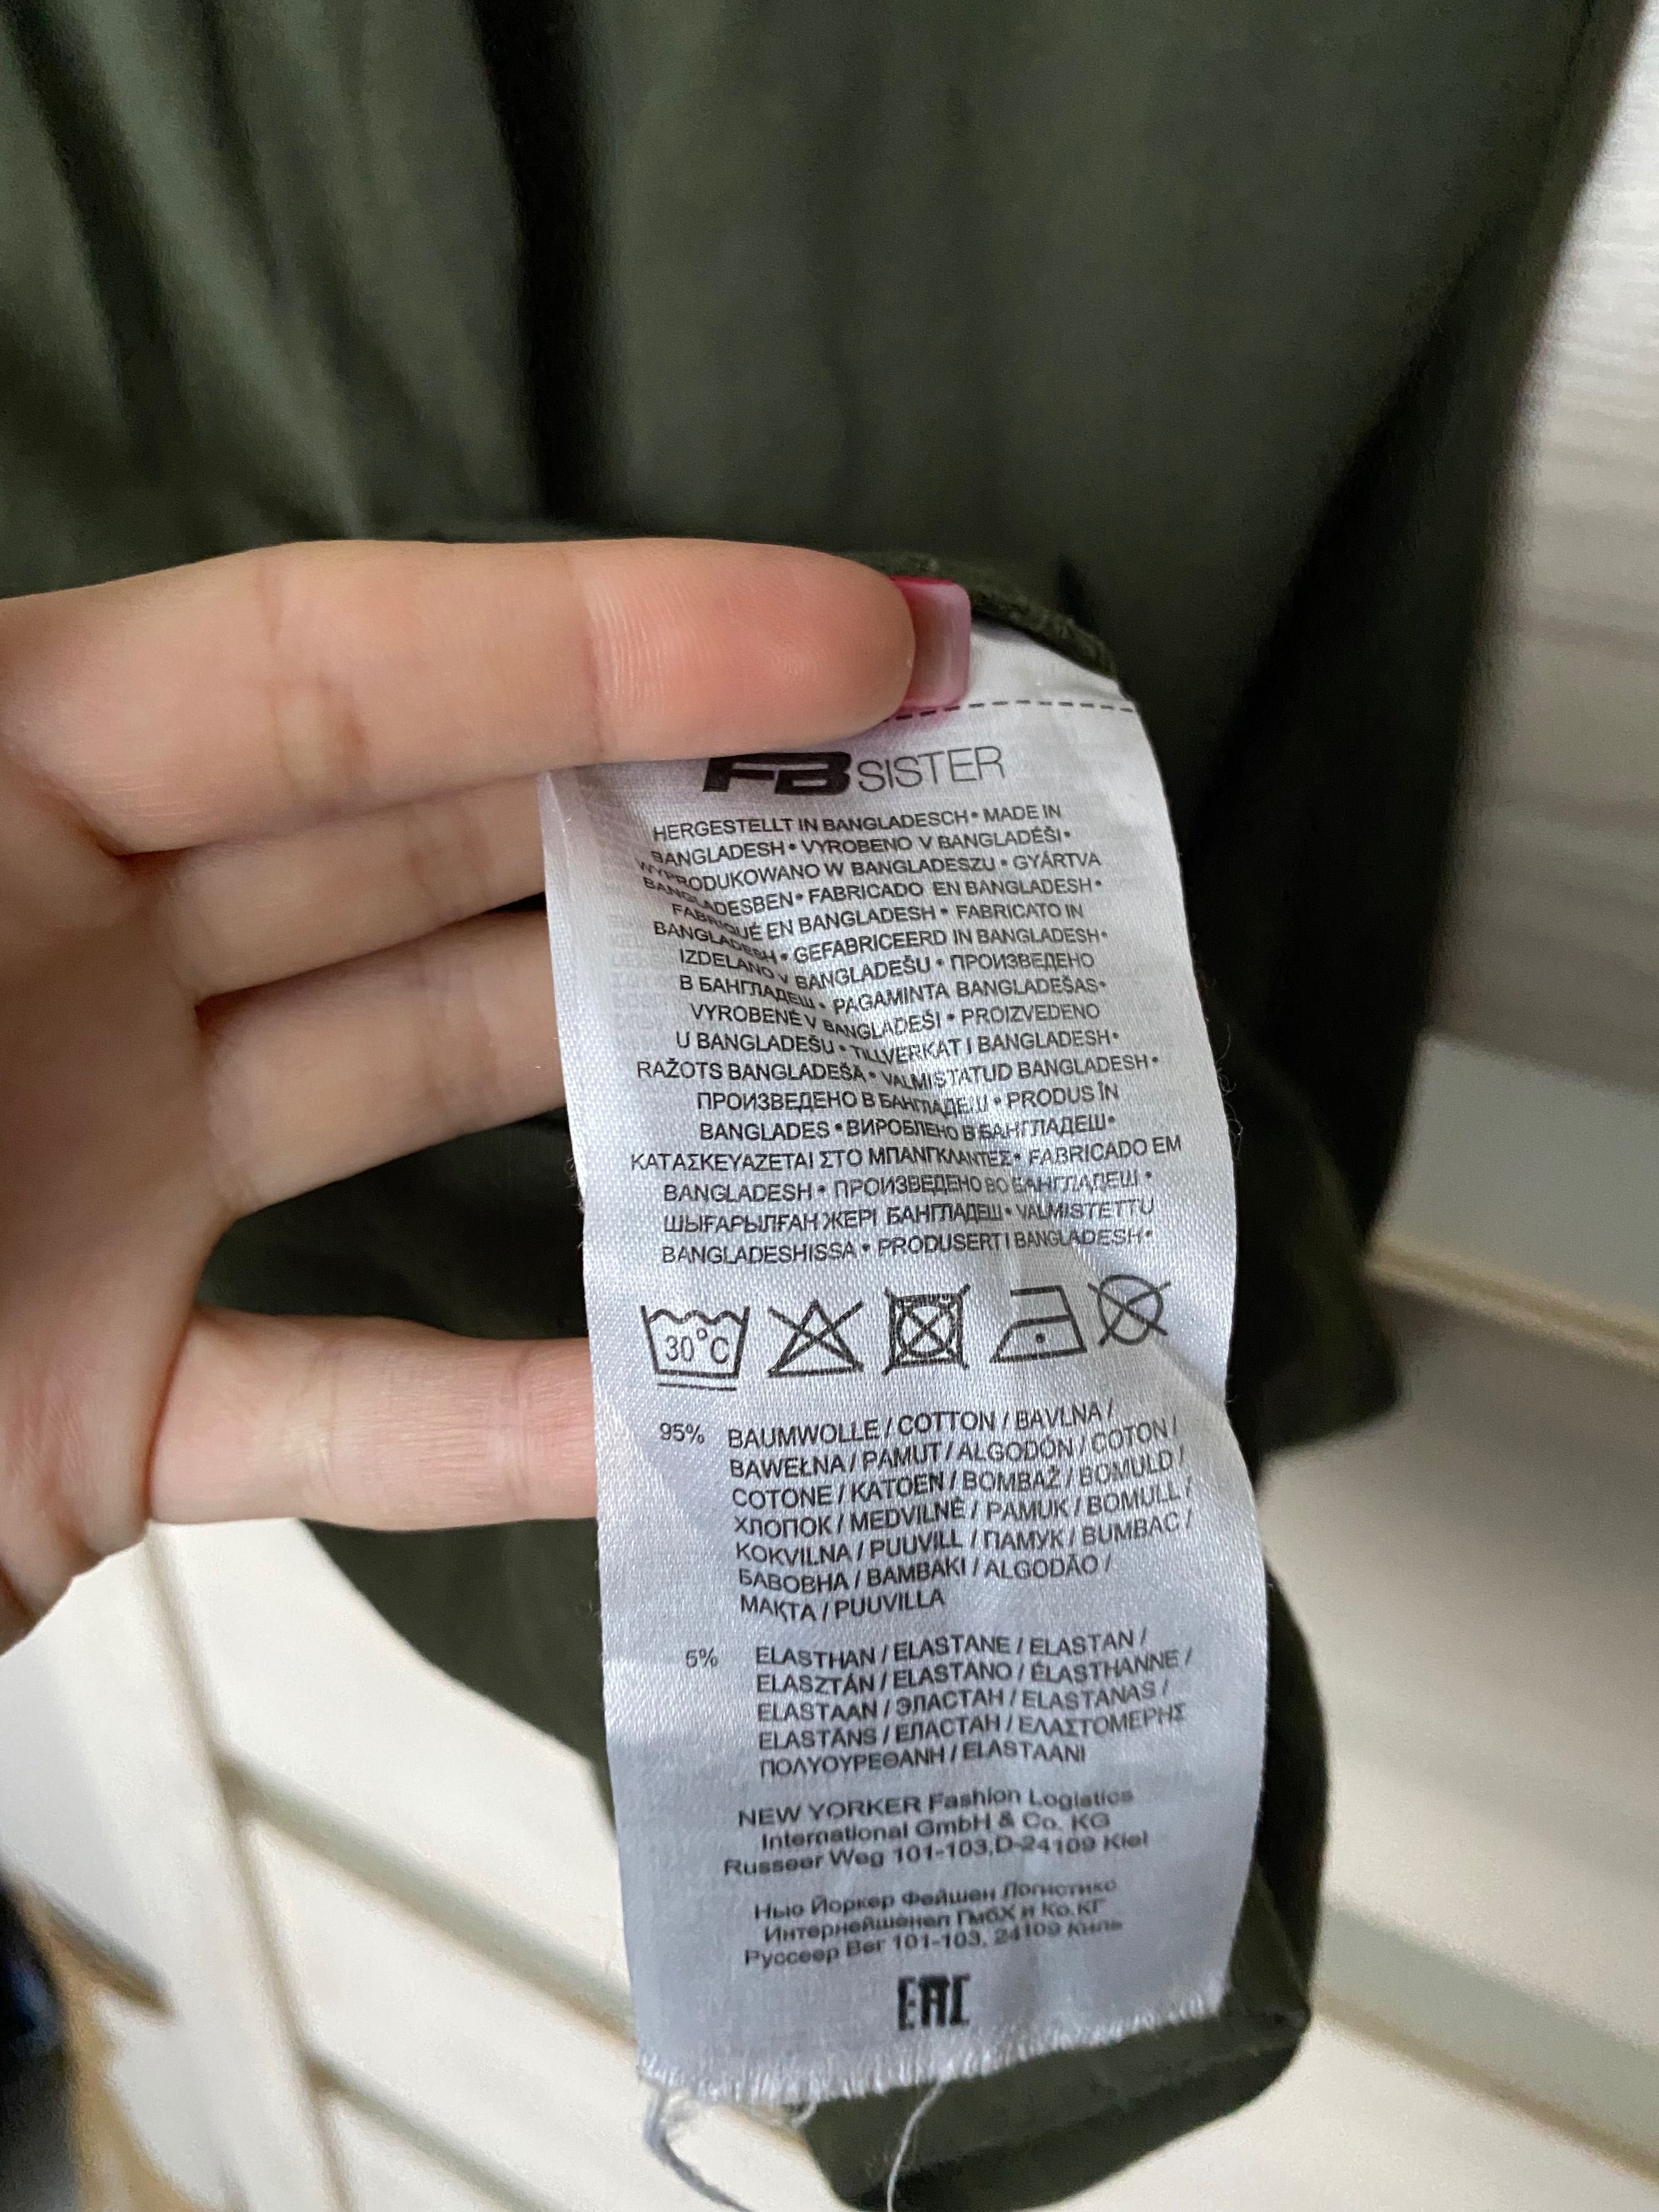 FB SISTER
HERGESTELLT IN BANGLADESCH • MADE IN
BANGLADESH • VYROBENO V BANGLADÉŠI •
WYPRODUKOWANO W BANGLADESZU • GYÁRTVA
BANGLADESBEN • FABRICADO EN BANGLADESH •
FABRIQUÉ EN BANGLADESH • FABRICATO IN
BANGLADESH • GEFABRICEERD IN BANGLADESH •
IZDELANO V BANGLADEŠU • ПРОИЗВЕДЕНО
В БАНГЛАДЕШ • PAGAMINTA BANGLADEŠAS •
VYROBENÉ V BANGLADEŠI • PROIZVEDENO
U BANGLADEŠU • TILLVERKAT I BANGLADESH •
RAŽOTS BANGLADEŠA • VALMISTATUD BANGLADESH •
ПРОИЗВЕДЕНО В БАНГЛАДЕШ • PRODUS ÎN
BANGLADES • ВИРОБЛЕНО В БАНГЛАДЕШ •
ΚΑΤΑΣΚΕΥΑΖΕΤΑΙ ΣΤΟ ΜΠΑΝΓΚΛΑΝΤΕΣ • FABRICADO EM
BANGLADESH • ПРОИЗВЕДЕНО ВО БАНГЛАДЕШ •
ШЫҒАРЫЛҒАН ЖЕРІ БАНГЛАДЕШ • VALMISTETTU
BANGLADESHISSA • PRODUSERT I BANGLADESH •
30°C
95% BAUMWOLLE / COTTON / BAVLNA /
BAWEŁNA / PAMUT / ALGODÓN / COTON /
COTONE / KATOEN / BOMBAŽ / BOMULD /
ХЛОПОК / MEDVILNĖ / PAMUK / BOMULL /
KOKVILNA / PUUVILL / ПАМУК / BUMBAC /
БАВОВНА / BAMBAKI / ALGODÃO /
МАҚТА / PUUVILLA
5% ELASTHAN / ELASTANE / ELASTAN /
ELASZTÁN / ELASTANO / ÉLASTHANNE /
ELASTAAN / ЭЛАСТАН / ELASTANAS /
ELASTĀNS / ЕЛАСТАН / ΕΛΑΣΤΟΜΕΡΗΣ
ΠΟΛΥΟΥΡΕΘΑΝΗ / ELASTAANI
NEW YORKER Fashion Logistics
International GmbH & Co. KG
Russeer Weg 101-103,D-24109 Kiel
Нью Йоркер Фейшен Логистикс
Интернейшенел ГмбХ и Ко.КГ
Руссеер Вег 101-103, 24109 Киль
EAC